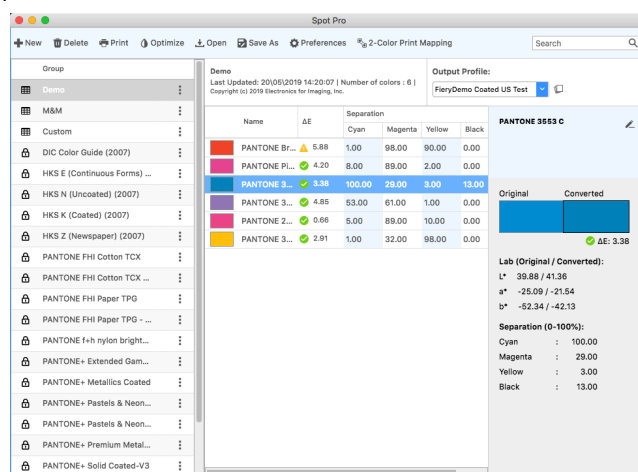 Spot Pro
New Delete Print Optimize Open Save As Preferences 2-Color Print Mapping Search
Group
Demo
M&M
Custom
DIC Color Guide (2007)
HKS E (Continuous Forms) ...
HKS N (Uncoated) (2007)
HKS K (Coated) (2007)
HKS Z (Newspaper) (2007)
PANTONE FHI Cotton TCX
PANTONE FHI Cotton TCX ...
PANTONE FHI Paper TPG
PANTONE FHI Paper TPG - ...
PANTONE f+h nylon bright...
PANTONE+ Extended Gam...
PANTONE+ Metallics Coated
PANTONE+ Pastels & Neon...
PANTONE+ Pastels & Neon...
PANTONE+ Premium Metal...
PANTONE+ Solid Coated-V3
Demo
Last Updated: 20\05\2019 14:20:07 | Number of colors : 6 |
Copyright (c) 2019 Electronics for Imaging, Inc.
Output Profile:
FieryDemo Coated US Test
Name ΔE Separation
Cyan Magenta Yellow Black
PANTONE Br... 5.88 1.00 98.00 90.00 0.00
PANTONE Pi... 4.20 8.00 89.00 2.00 0.00
PANTONE 3... 3.38 100.00 29.00 3.00 13.00
PANTONE 3... 4.85 53.00 61.00 1.00 0.00
PANTONE 2... 0.66 5.00 89.00 10.00 0.00
PANTONE 3... 2.91 1.00 32.00 98.00 0.00
PANTONE 3553 C
Original Converted
ΔE: 3.38
Lab (Original / Converted):
L* 39.88 / 41.36
a* -25.09 / -21.54
b* -52.34 / -42.13
Separation (0-100%):
Cyan : 100.00
Magenta : 29.00
Yellow : 3.00
Black : 13.00